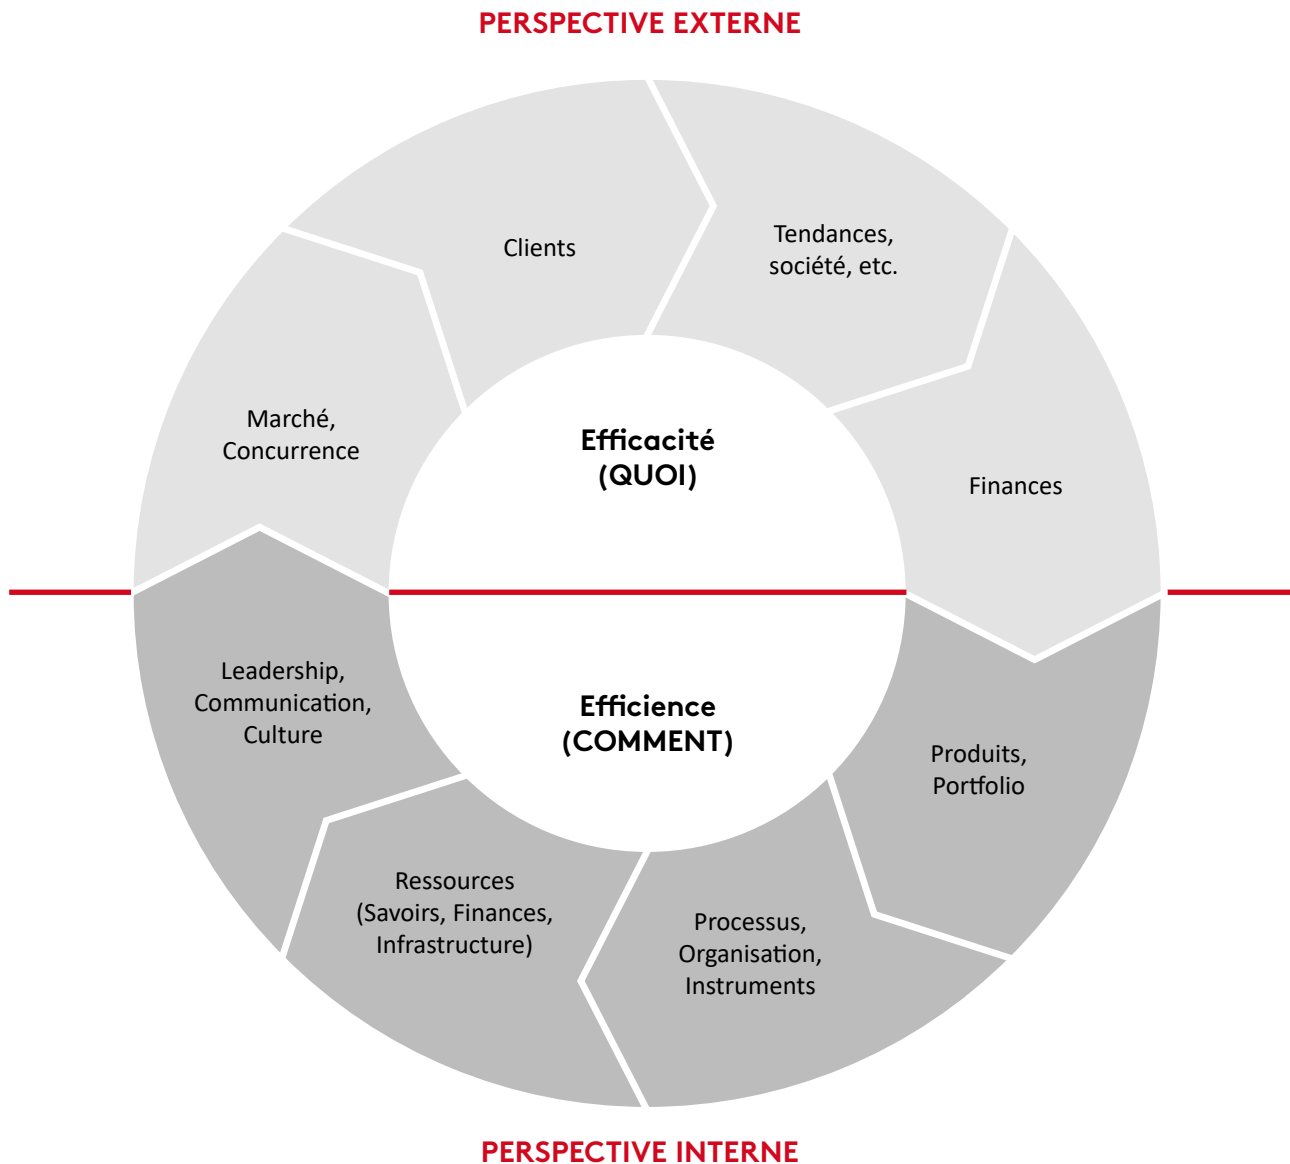 PERSPECTIVE EXTERNE
Clients
Tendances,
société, etc.
Marché,
Concurrence
Efficacité
(QUOI)
Finances
Leadership,
Communication,
Culture
Efficience
(COMMENT)
Produits,
Portfolio
Ressources
(Savoirs, Finances,
Infrastructure)
Processus,
Organisation,
Instruments
PERSPECTIVE INTERNE